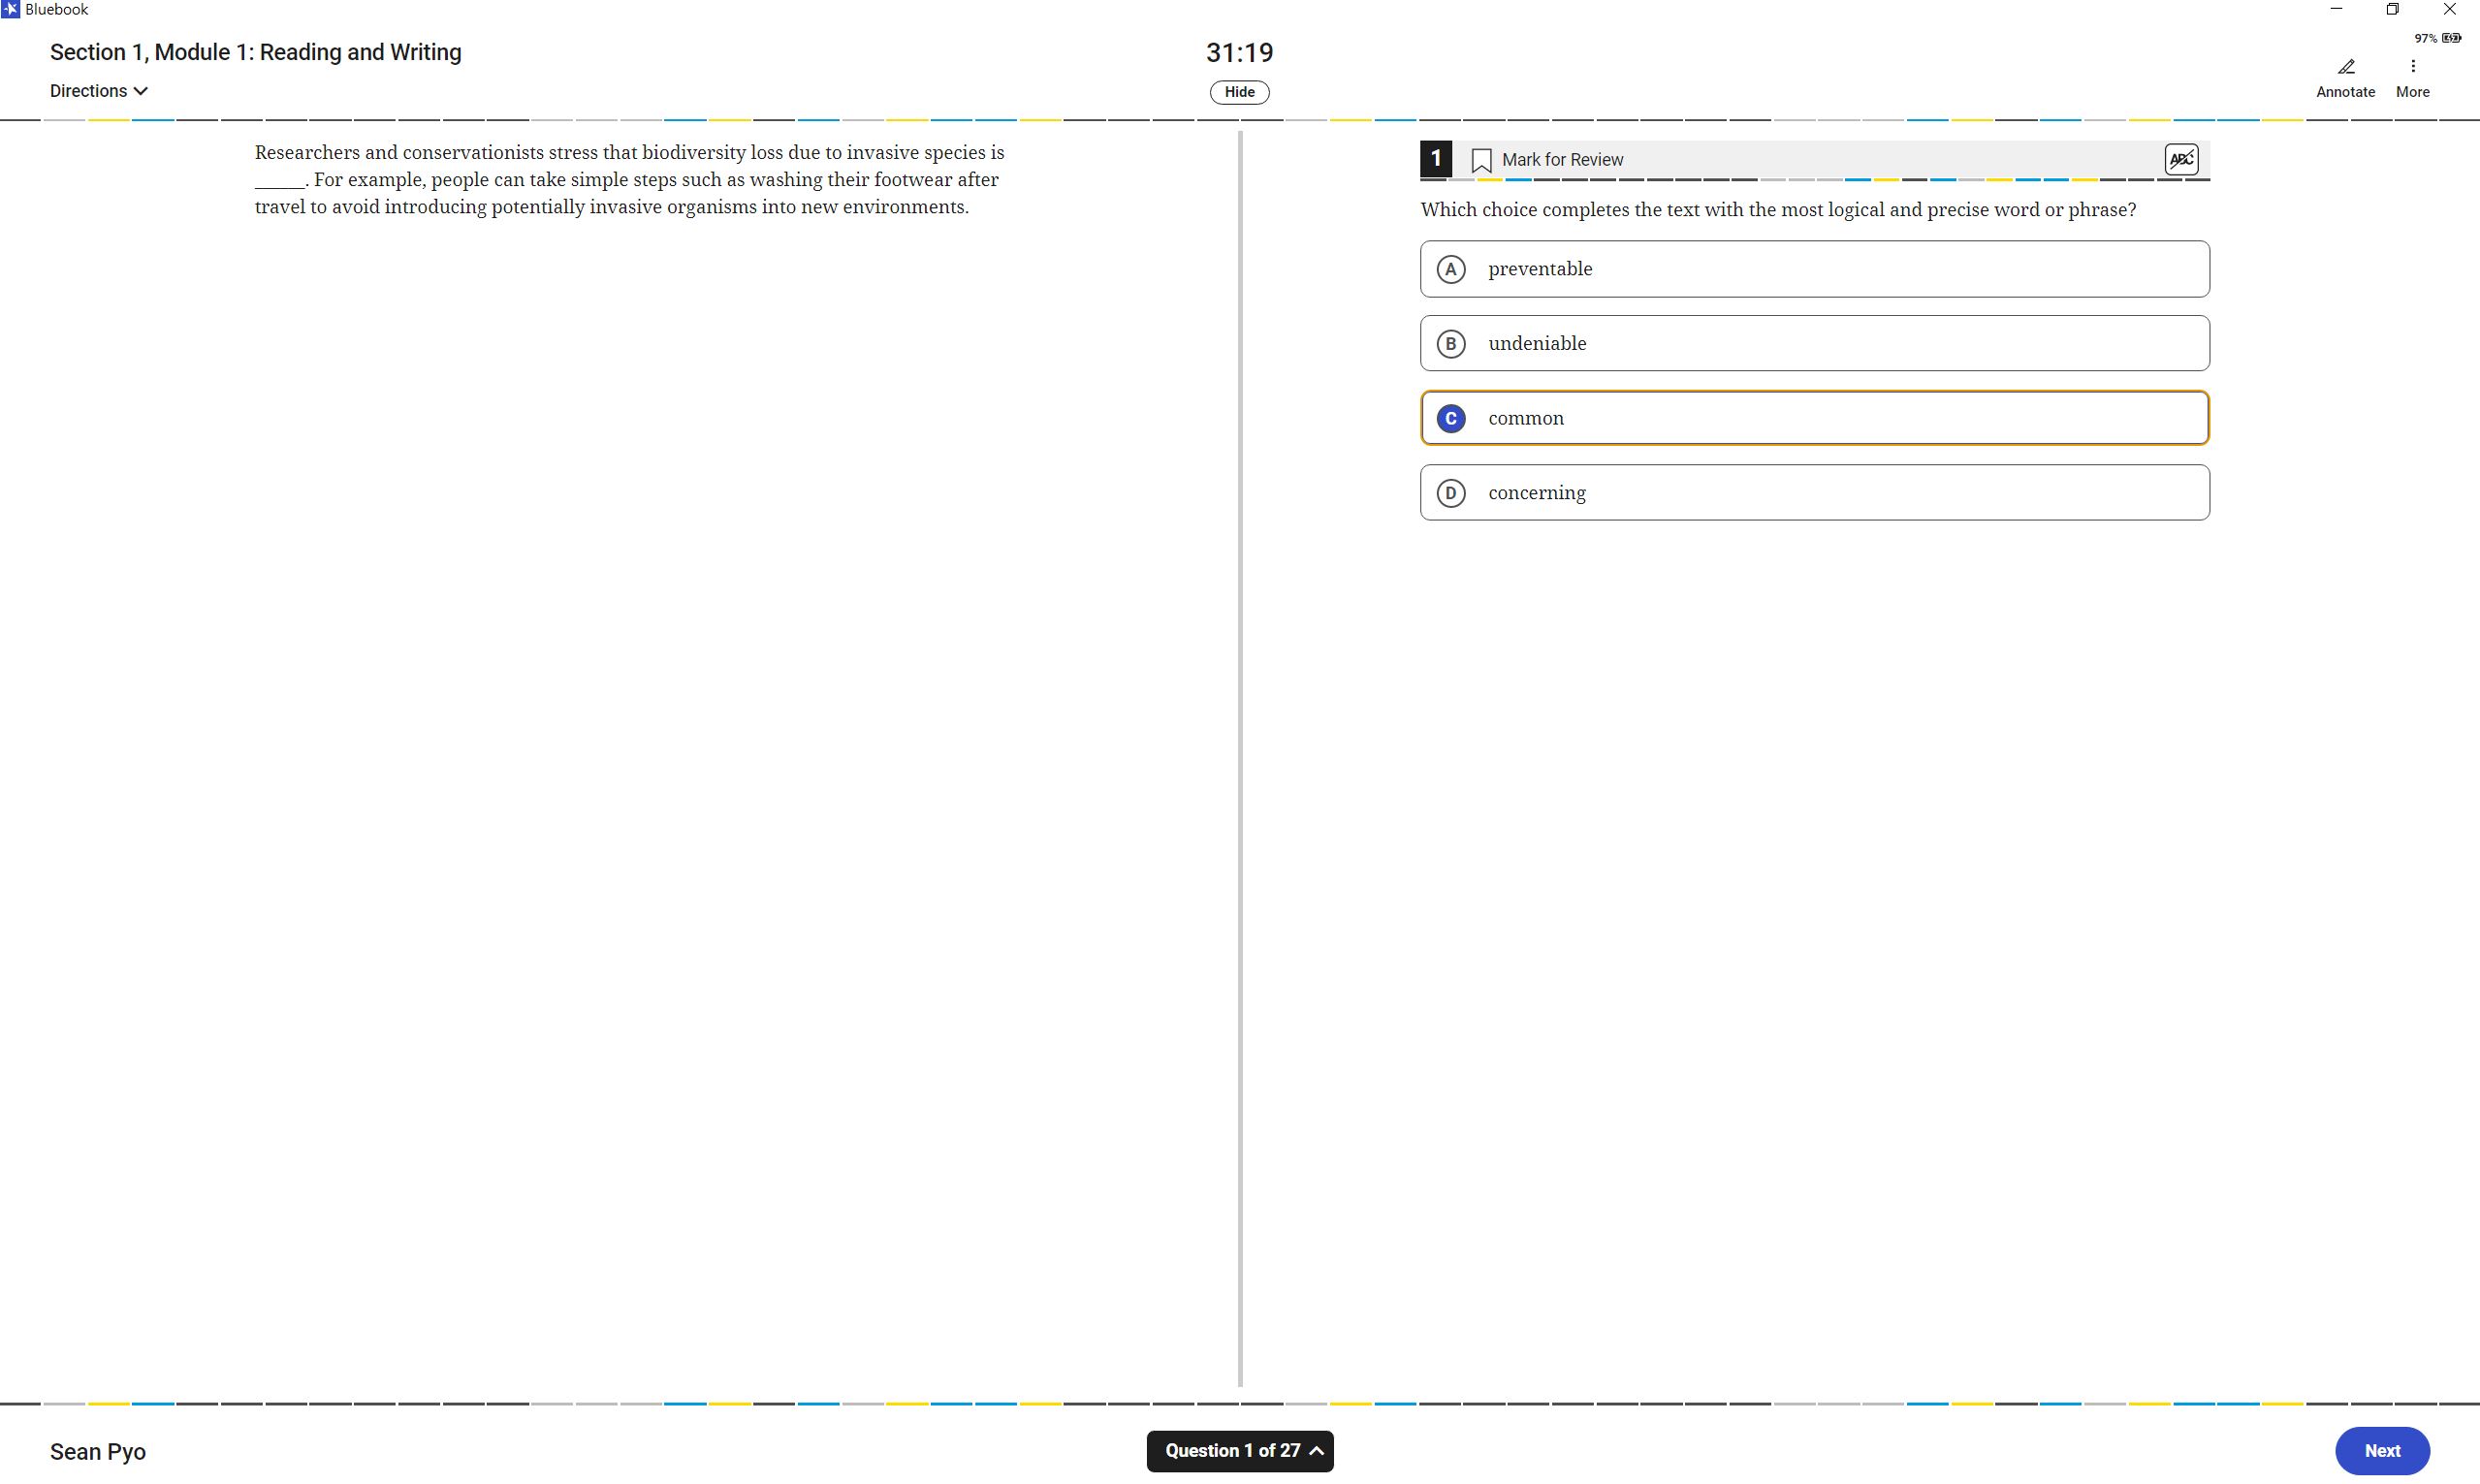 Bluebook
Section 1, Module 1: Reading and Writing
31:19
97%
Directions
Hide
Annotate
More
Researchers and conservationists stress that biodiversity loss due to invasive species is
______. For example, people can take simple steps such as washing their footwear after
travel to avoid introducing potentially invasive organisms into new environments.
1
Mark for Review
ABC
Which choice completes the text with the most logical and precise word or phrase?
A preventable
B undeniable
C common
D concerning
Sean Pyo
Question 1 of 27
Next